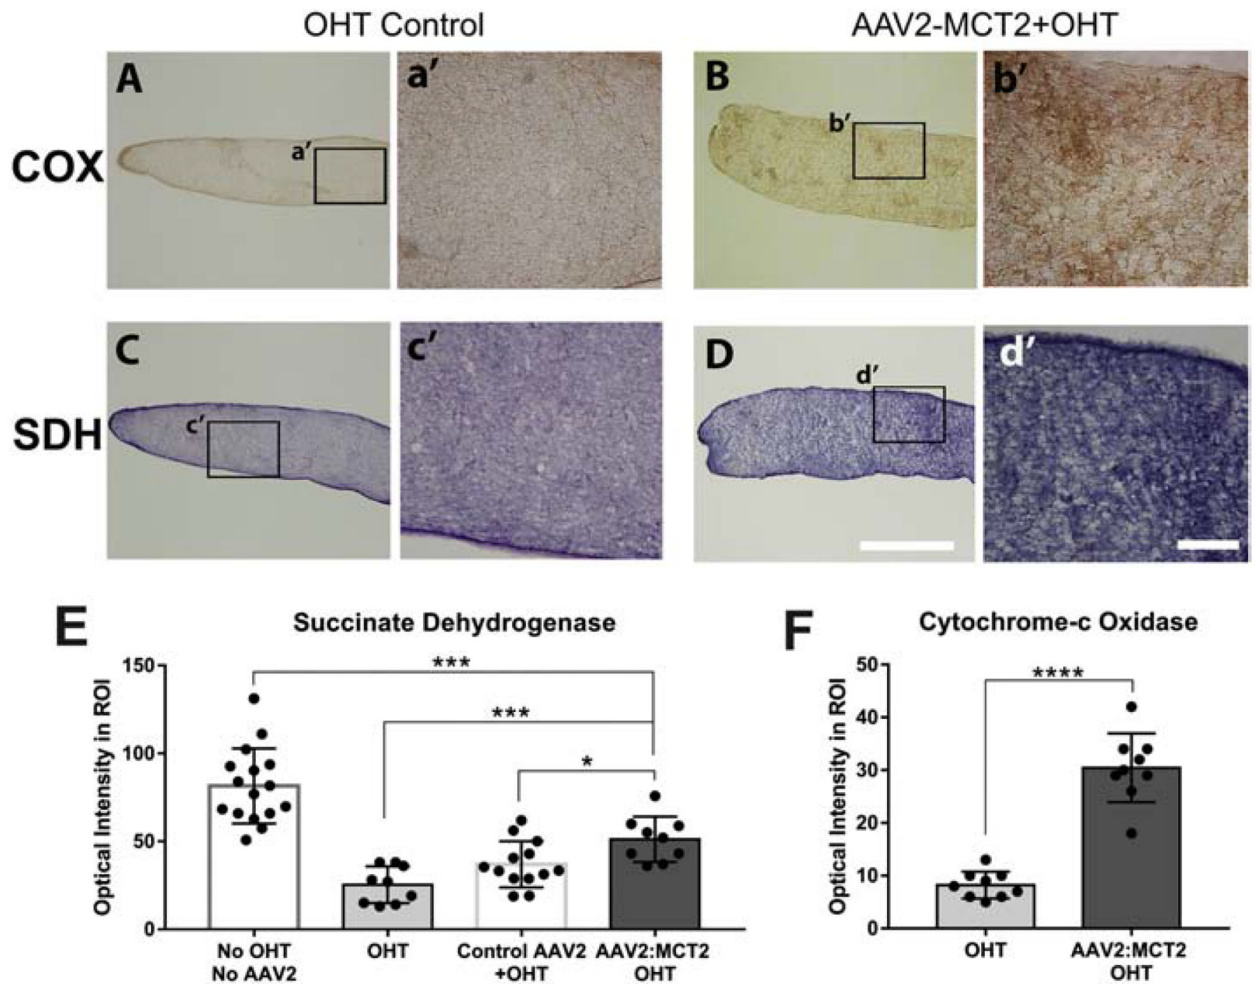 OHT Control
AAV2-MCT2+OHT
COX
A
a′
a′
B
b′
b′
SDH
C
c′
c′
D
d′
d′
E
Succinate Dehydrogenase
Optical Intensity in ROI
150
100
50
0
***
***
*
No OHT
No AAV2
OHT
Control AAV2
+OHT
AAV2:MCT2
OHT
F
Cytochrome-c Oxidase
Optical Intensity in ROI
50
40
30
20
10
0
****
OHT
AAV2:MCT2
OHT